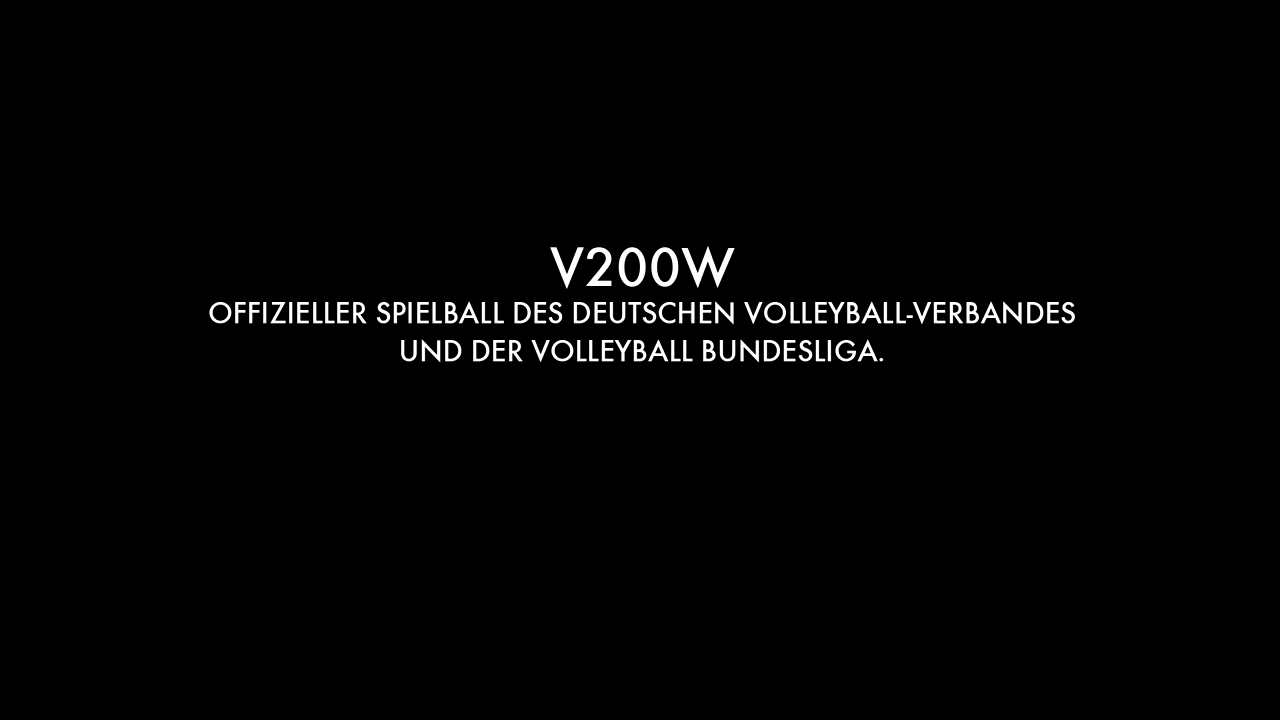 V200W
OFFIZIELLER SPIELBALL DES DEUTSCHEN VOLLEYBALL-VERBANDES
UND DER VOLLEYBALL BUNDESLIGA.